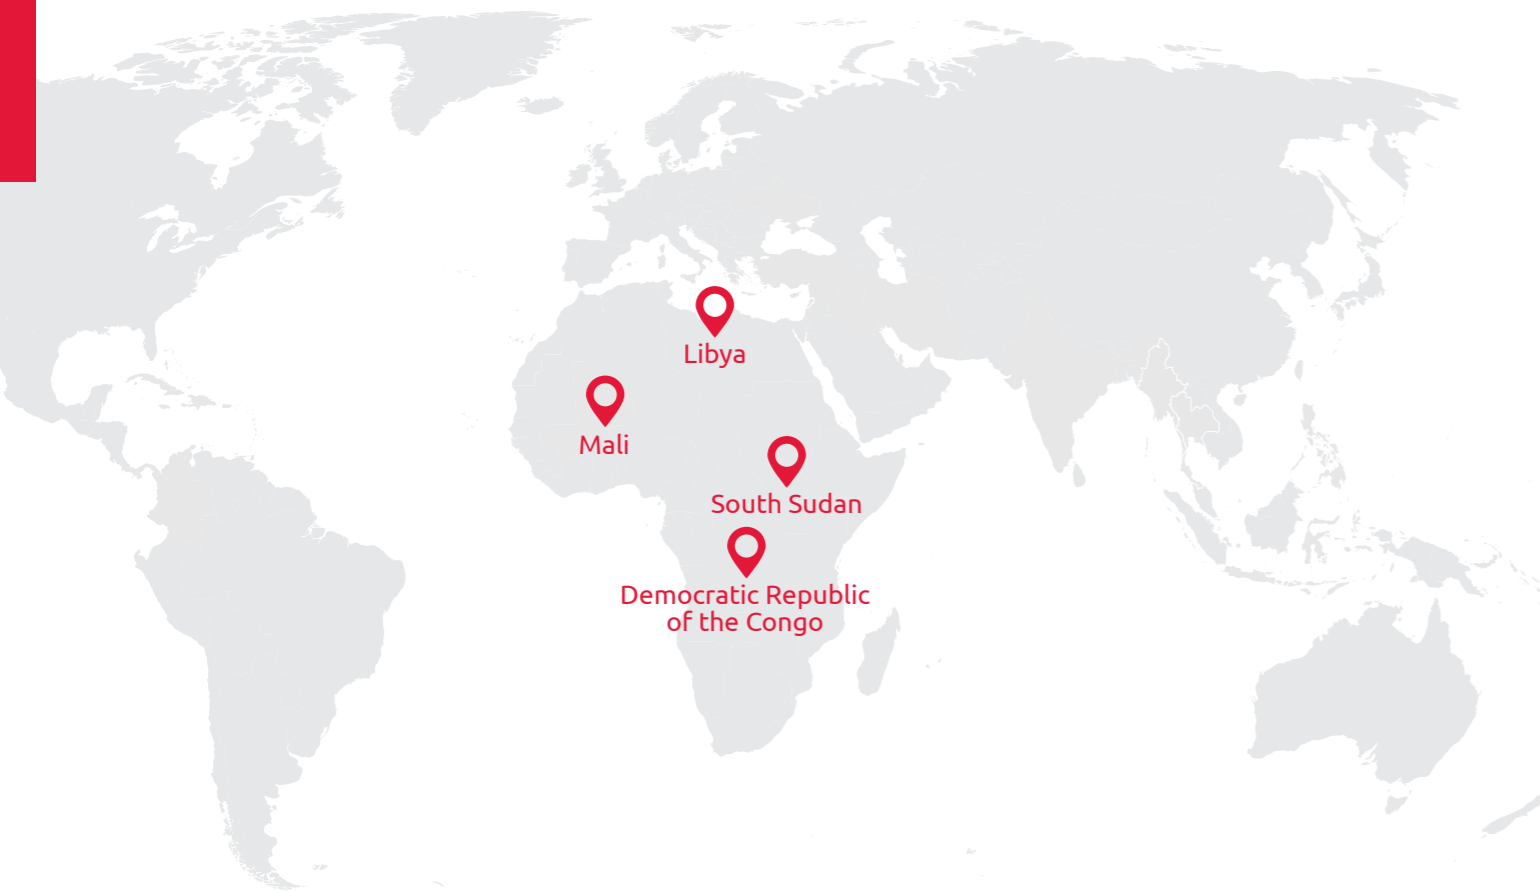 Libya
Mali
South Sudan
Democratic Republic
of the Congo